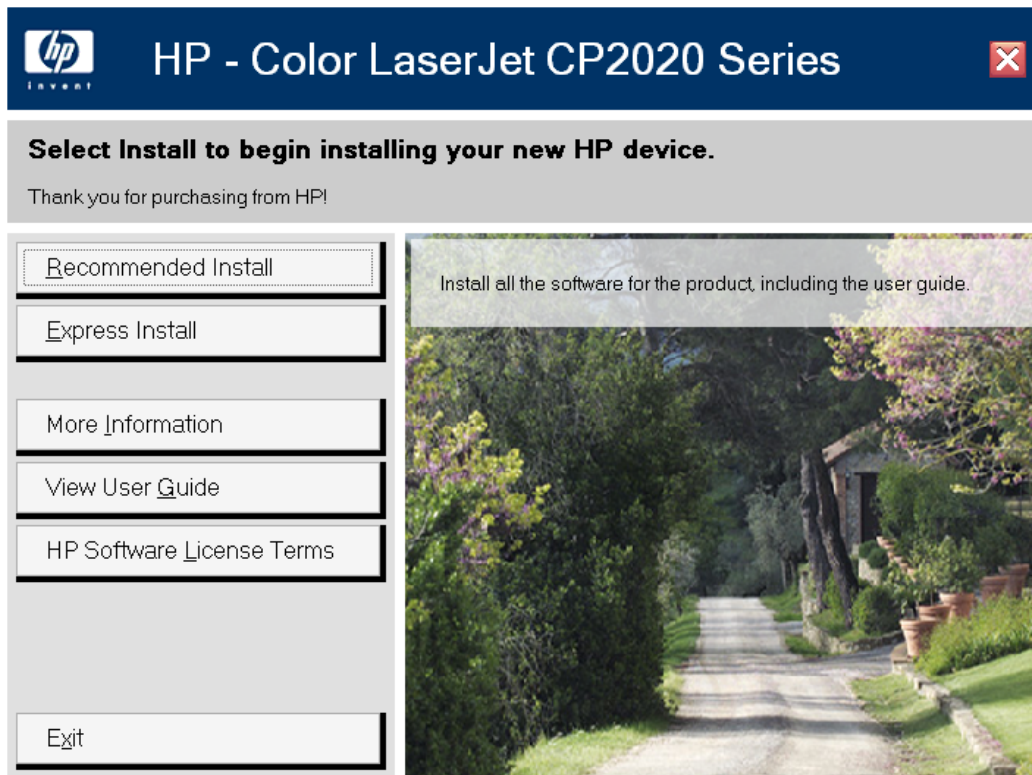 hp
invent
HP - Color LaserJet CP2020 Series
Select Install to begin installing your new HP device.
Thank you for purchasing from HP!
Recommended Install
Install all the software for the product, including the user guide.
Express Install
More Information
View User Guide
HP Software License Terms
Exit